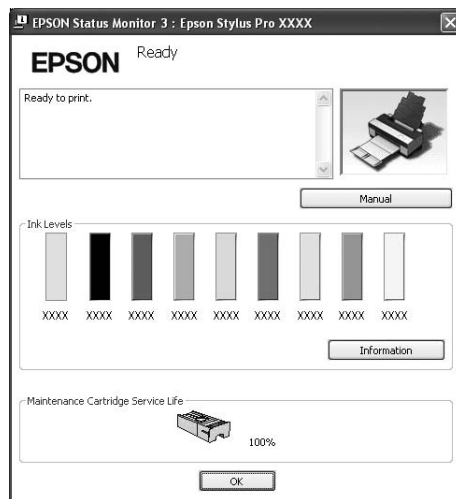 EPSON Status Monitor 3 : Epson Stylus Pro XXXX
EPSON
Ready
Ready to print.
Manual
Ink Levels
XXXX XXXX XXXX XXXX XXXX XXXX XXXX XXXX XXXX
Information
Maintenance Cartridge Service Life
100%
OK